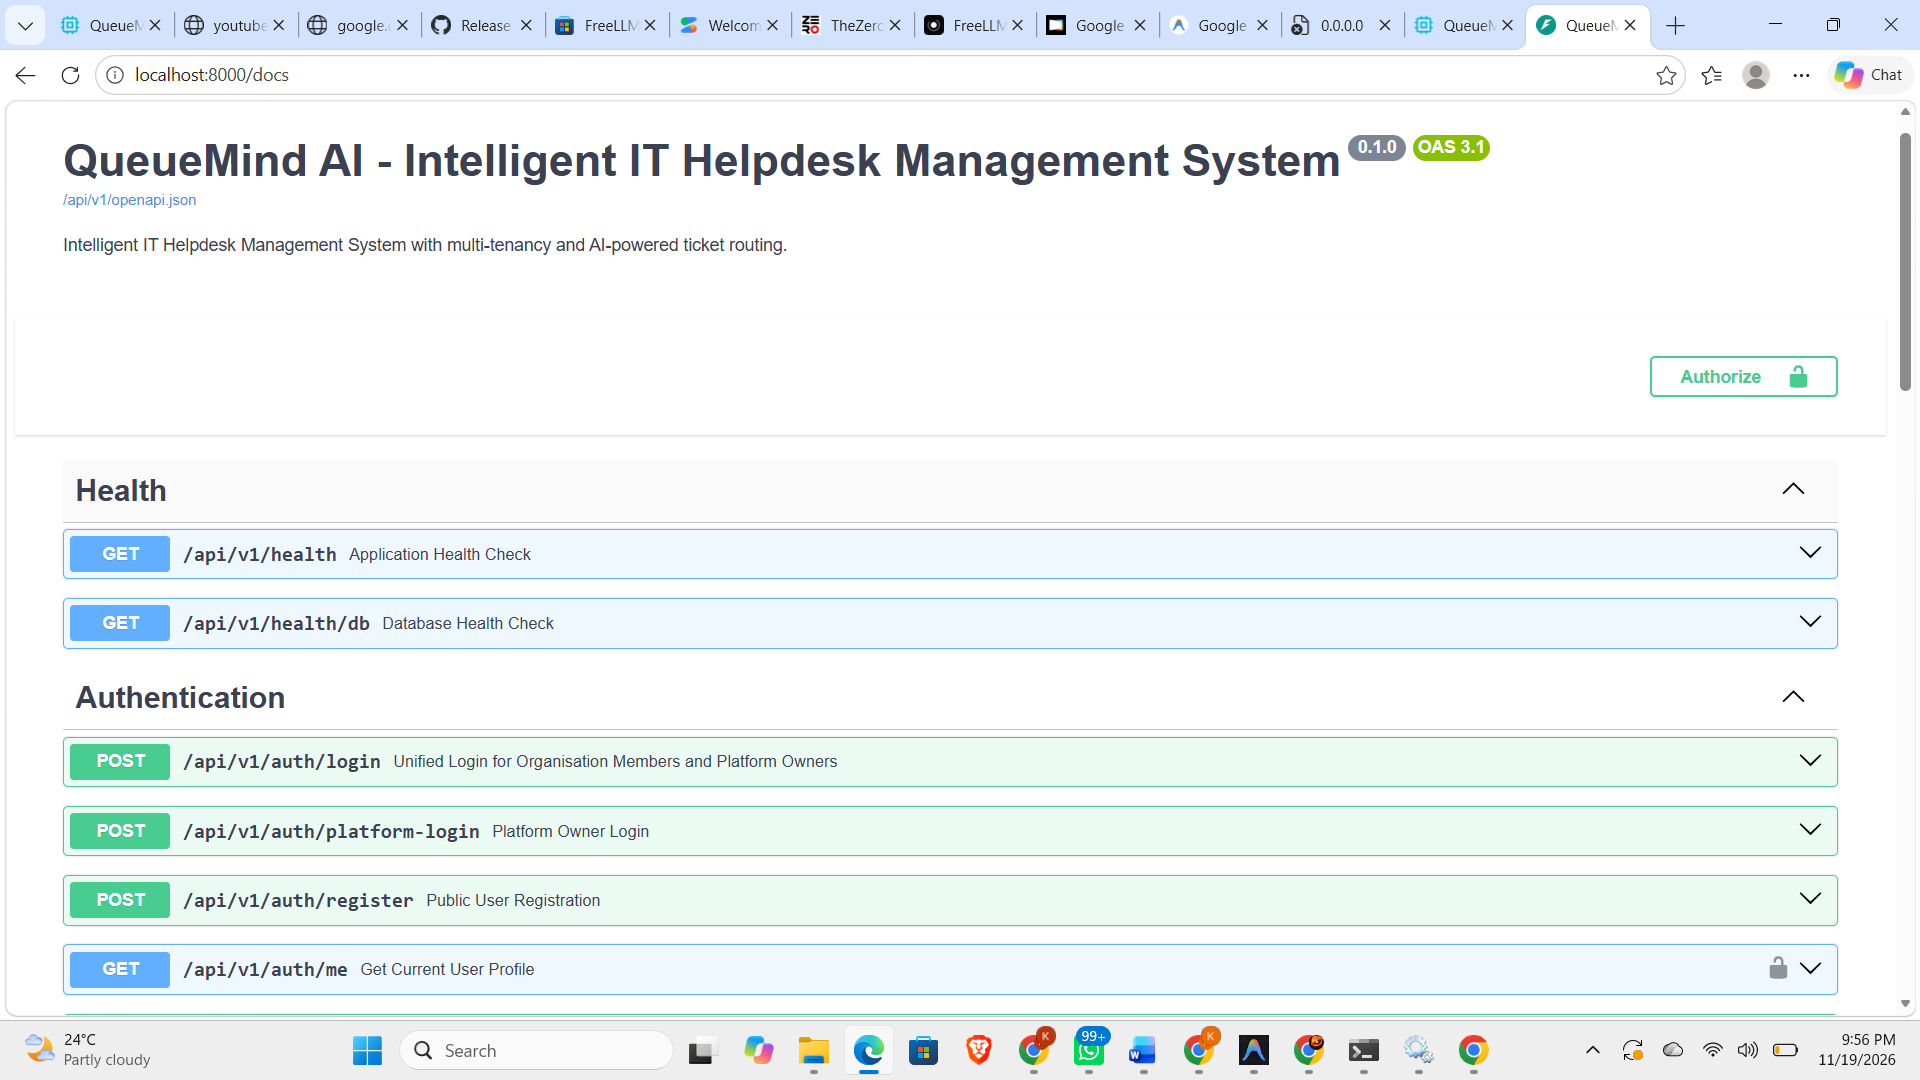 QueueM
youtube
google.c
Release
FreeLLM
Welcom
TheZero
FreeLLM
Google
Google
0.0.0.0
QueueM
QueueM
localhost:8000/docs
Chat
QueueMind AI - Intelligent IT Helpdesk Management System 0.1.0 OAS 3.1
/api/v1/openapi.json
Intelligent IT Helpdesk Management System with multi-tenancy and AI-powered ticket routing.
Authorize
Health
GET /api/v1/health Application Health Check
GET /api/v1/health/db Database Health Check
Authentication
POST /api/v1/auth/login Unified Login for Organisation Members and Platform Owners
POST /api/v1/auth/platform-login Platform Owner Login
POST /api/v1/auth/register Public User Registration
GET /api/v1/auth/me Get Current User Profile
24°C
Partly cloudy
Search
K
99+
K
9:56 PM
11/19/2026